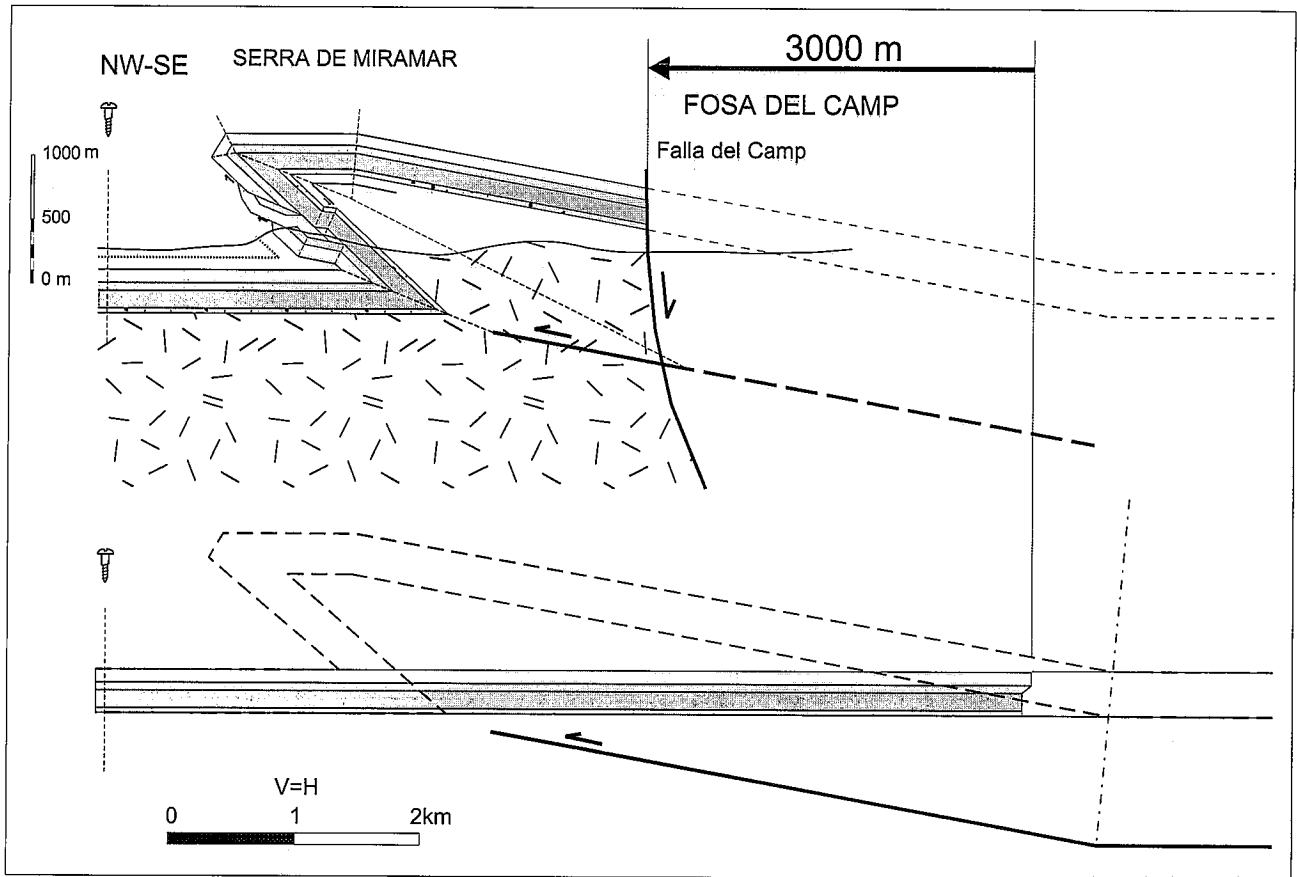 3000 m
NW-SE
SERRA DE MIRAMAR
FOSA DEL CAMP
Falla del Camp
1000 m
500
0 m
V=H
0 1 2km